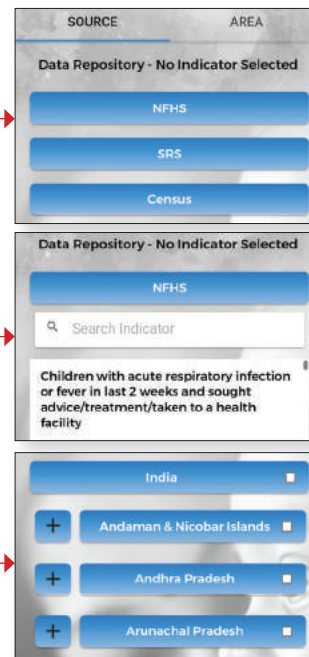 SOURCE AREA
Data Repository - No Indicator Selected
NFHS
SRS
Census
Data Repository - No Indicator Selected
NFHS
Search Indicator
Children with acute respiratory infection
or fever in last 2 weeks and sought
advice/treatment/taken to a health
facility
India
+ Andaman & Nicobar Islands
+ Andhra Pradesh
+ Arunachal Pradesh